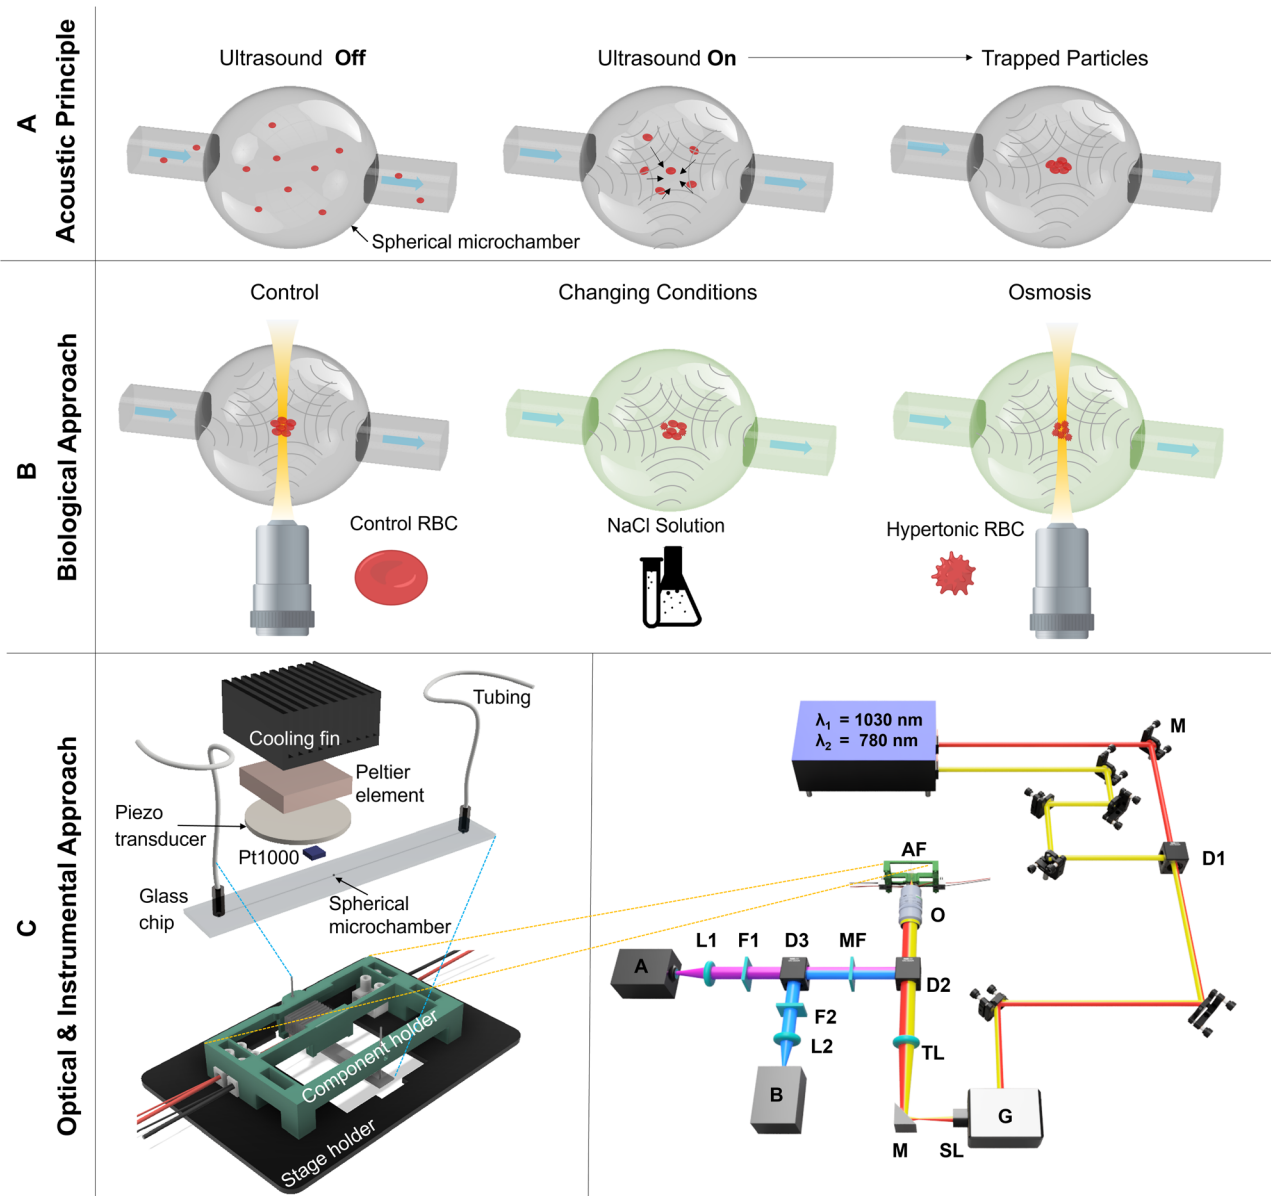 A
Acoustic Principle
Ultrasound Off
Ultrasound On
Trapped Particles
Spherical microchamber
B
Biological Approach
Control
Changing Conditions
Osmosis
Control RBC
NaCl Solution
Hypertonic RBC
C
Optical & Instrumental Approach
Cooling fin
Tubing
Peltier
element
Piezo
transducer
Pt1000
Glass
chip
Spherical
microchamber
Component holder
Stage holder
λ1 = 1030 nm
λ2 = 780 nm
M
D1
AF
O
A
L1
F1
D3
MF
D2
F2
L2
TL
B
G
M
SL